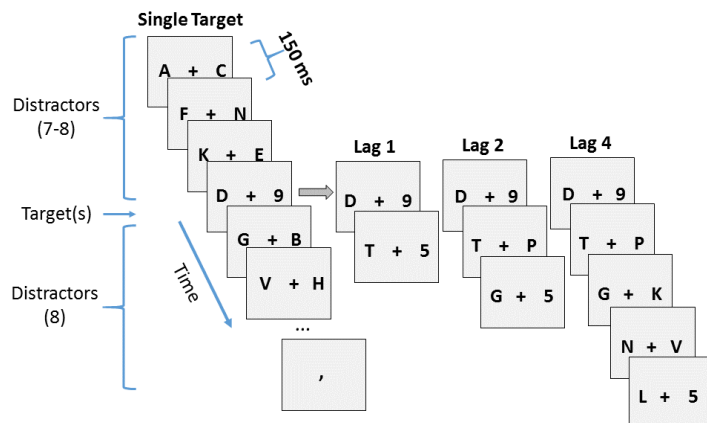 Single Target
150 ms
A + C
Distractors
(7-8)
F + N
K + E
D + 9
Target(s)
G + B
V + H
Time
Distractors
(8)
...
,
Lag 1
D + 9
T + 5
Lag 2
D + 9
T + P
G + 5
Lag 4
D + 9
T + P
G + K
N + V
L + 5